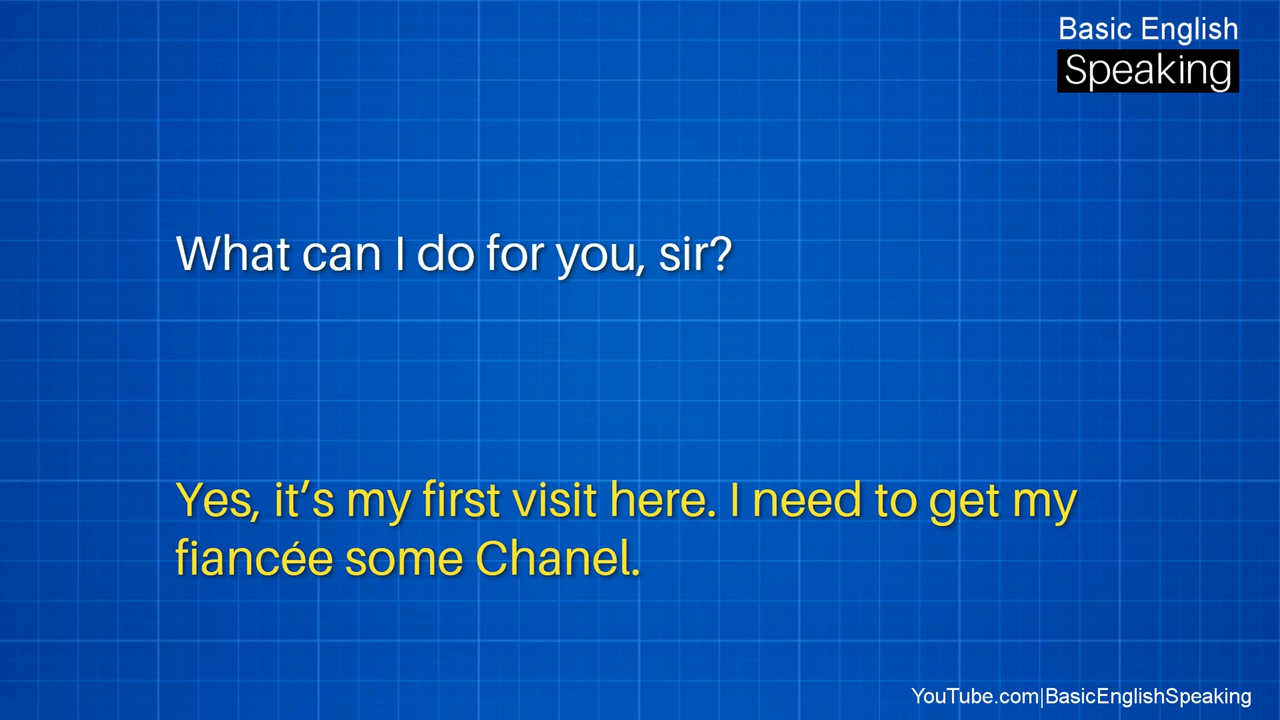 Basic English
Speaking
What can I do for you, sir?
Yes, it’s my first visit here. I need to get my
fiancée some Chanel.
YouTube.com|BasicEnglishSpeaking